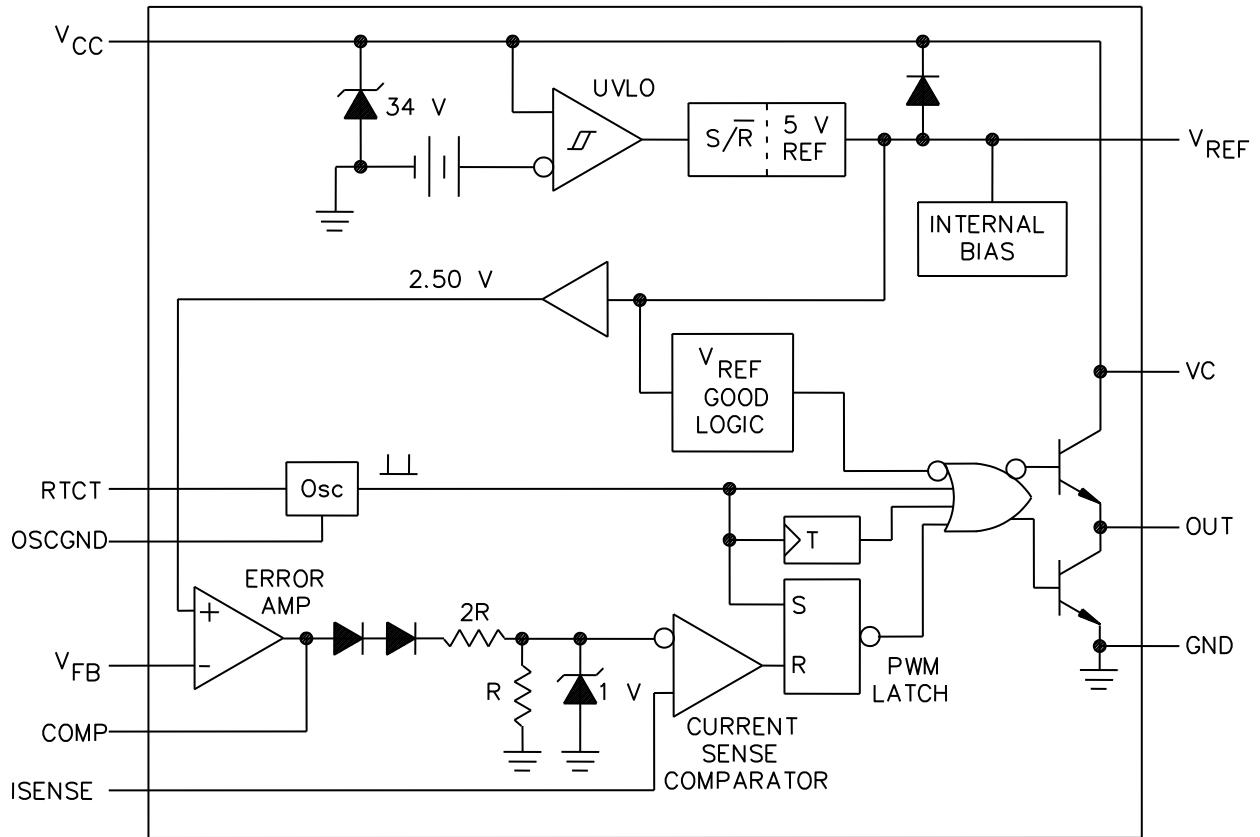 VCC
34 V
UVLO
S/R̅
5 V
REF
VREF
INTERNAL
BIAS
2.50 V
VREF
GOOD
LOGIC
VC
RTCT
Osc
OSCGND
T
OUT
ERROR
AMP
+
-
VFB
2R
R
1 V
S
R
PWM
LATCH
GND
COMP
CURRENT
SENSE
COMPARATOR
ISENSE